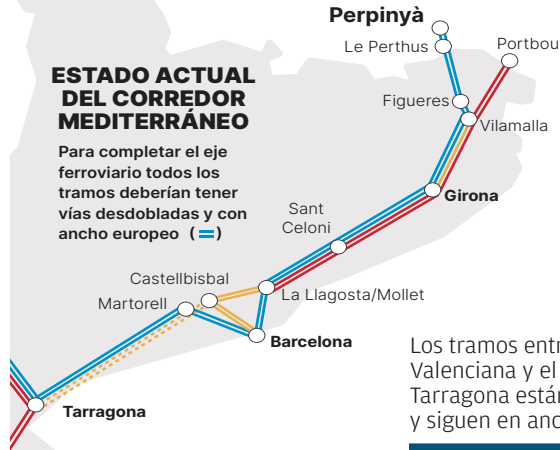 Perpinyà
Le Perthus
Portbou
ESTADO ACTUAL
DEL CORREDOR
MEDITERRÁNEO
Figueres
Vilamalla
Para completar el eje
ferroviario todos los
tramos deberían tener
vías desdobladas y con
ancho europeo (=)
Girona
Sant
Celoni
Castellbisbal
La Llagosta/Mollet
Martorell
Barcelona
Los tramos ent
Valenciana y el
Tarragona están
y siguen en anc
Tarragona